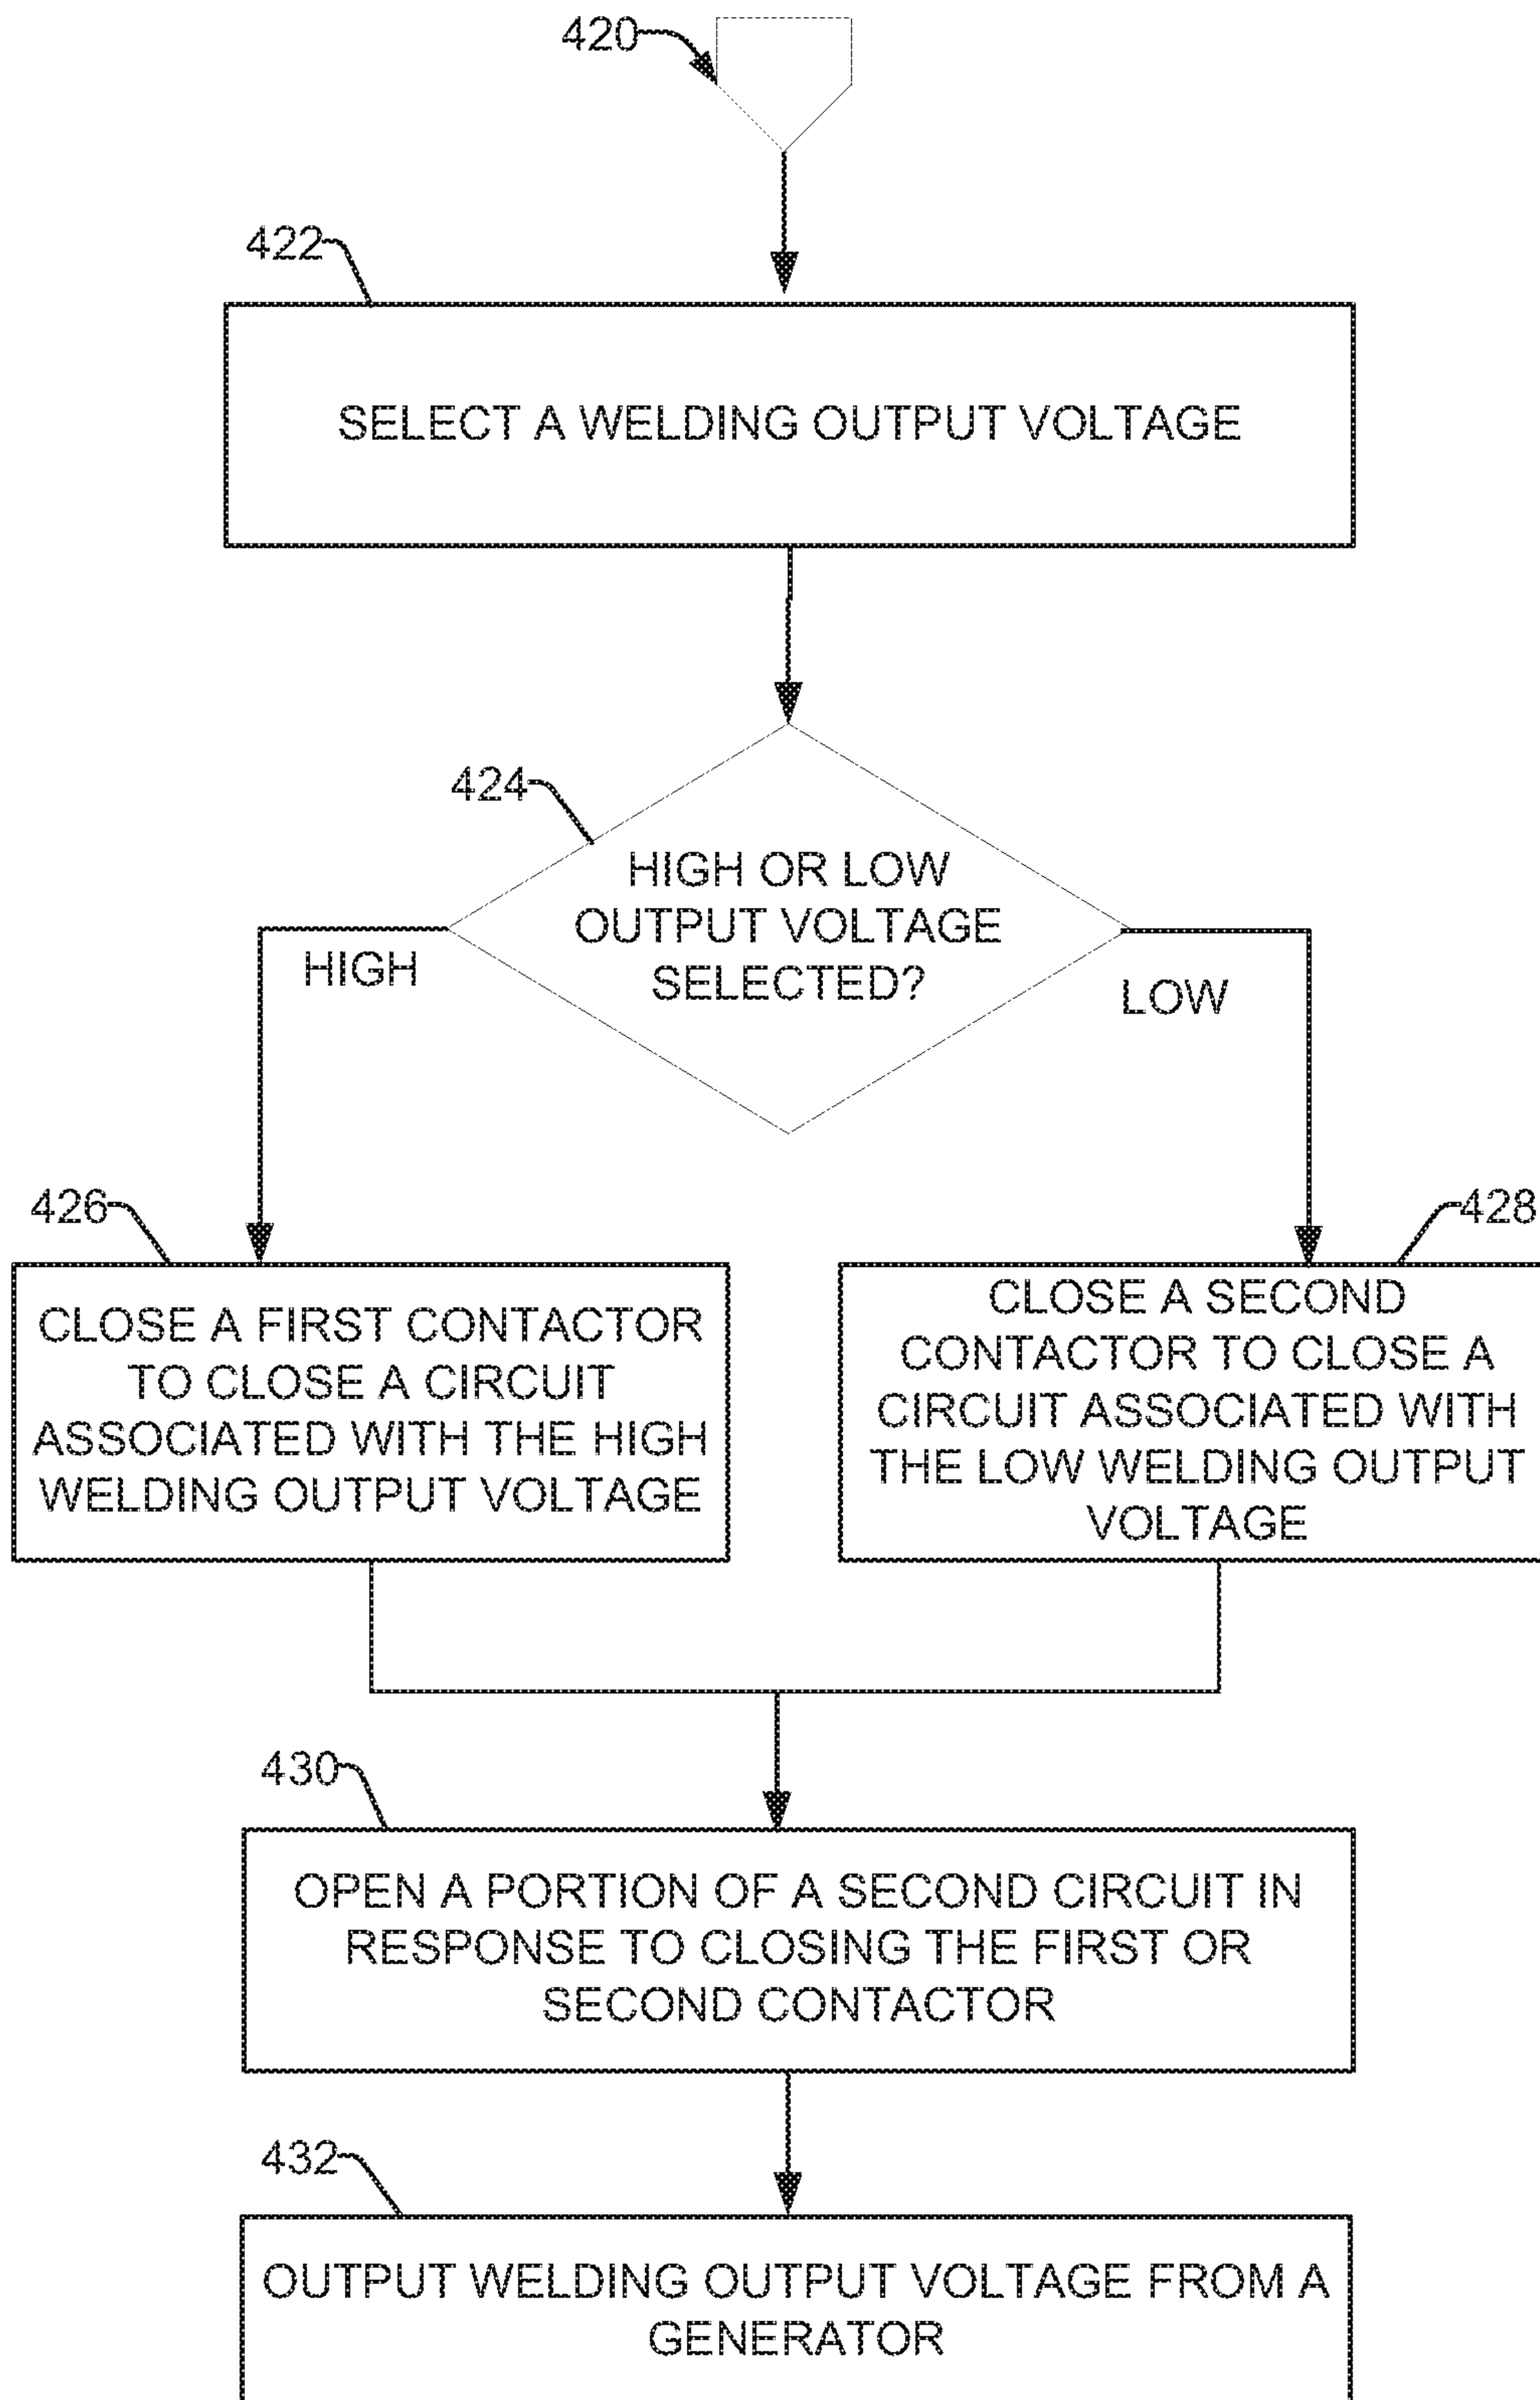 420
422
SELECT A WELDING OUTPUT VOLTAGE
424
HIGH OR LOW
OUTPUT VOLTAGE
SELECTED?
HIGH
LOW
426
CLOSE A FIRST CONTACTOR
TO CLOSE A CIRCUIT
ASSOCIATED WITH THE HIGH
WELDING OUTPUT VOLTAGE
428
CLOSE A SECOND
CONTACTOR TO CLOSE A
CIRCUIT ASSOCIATED WITH
THE LOW WELDING OUTPUT
VOLTAGE
430
OPEN A PORTION OF A SECOND CIRCUIT IN
RESPONSE TO CLOSING THE FIRST OR
SECOND CONTACTOR
432
OUTPUT WELDING OUTPUT VOLTAGE FROM A
GENERATOR